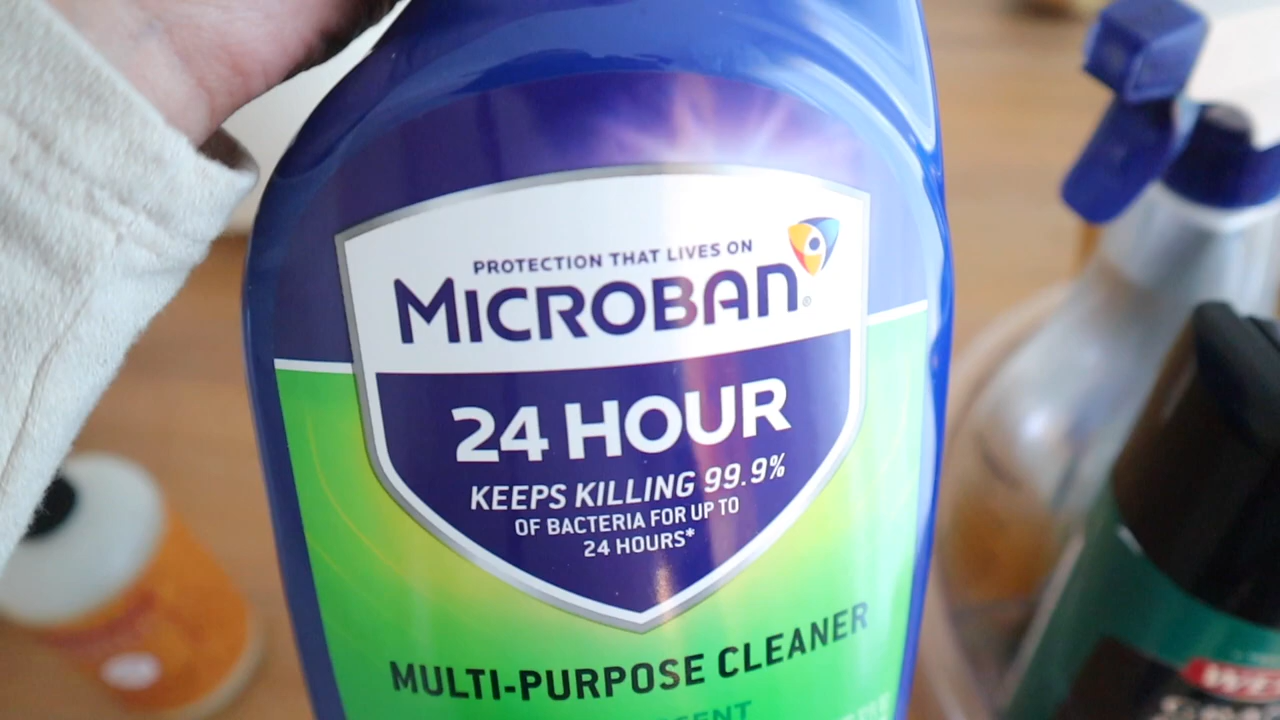 PROTECTION THAT LIVES ON
MICROBAN®
24 HOUR
KEEPS KILLING 99.9%
OF BACTERIA FOR UP TO
24 HOURS*
MULTI-PURPOSE CLEANER